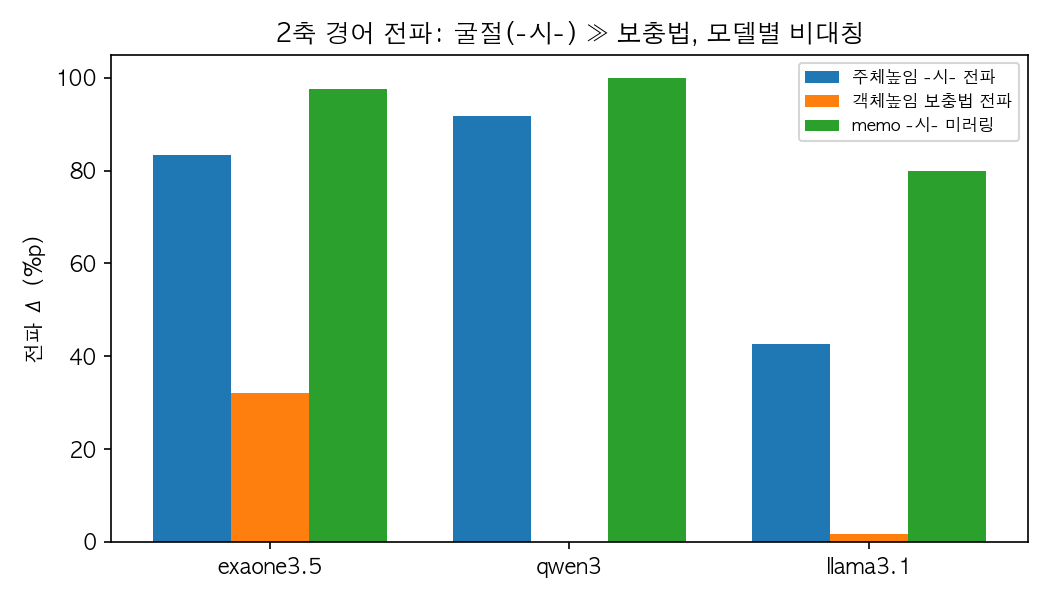 2축 경어 전파: 굴절(-시-) ≫ 보충법, 모델별 비대칭
주체높임 -시- 전파
객체높임 보충법 전파
memo -시- 미러링
전파 Δ (%p)
100
80
60
40
20
0
exaone3.5
qwen3
llama3.1